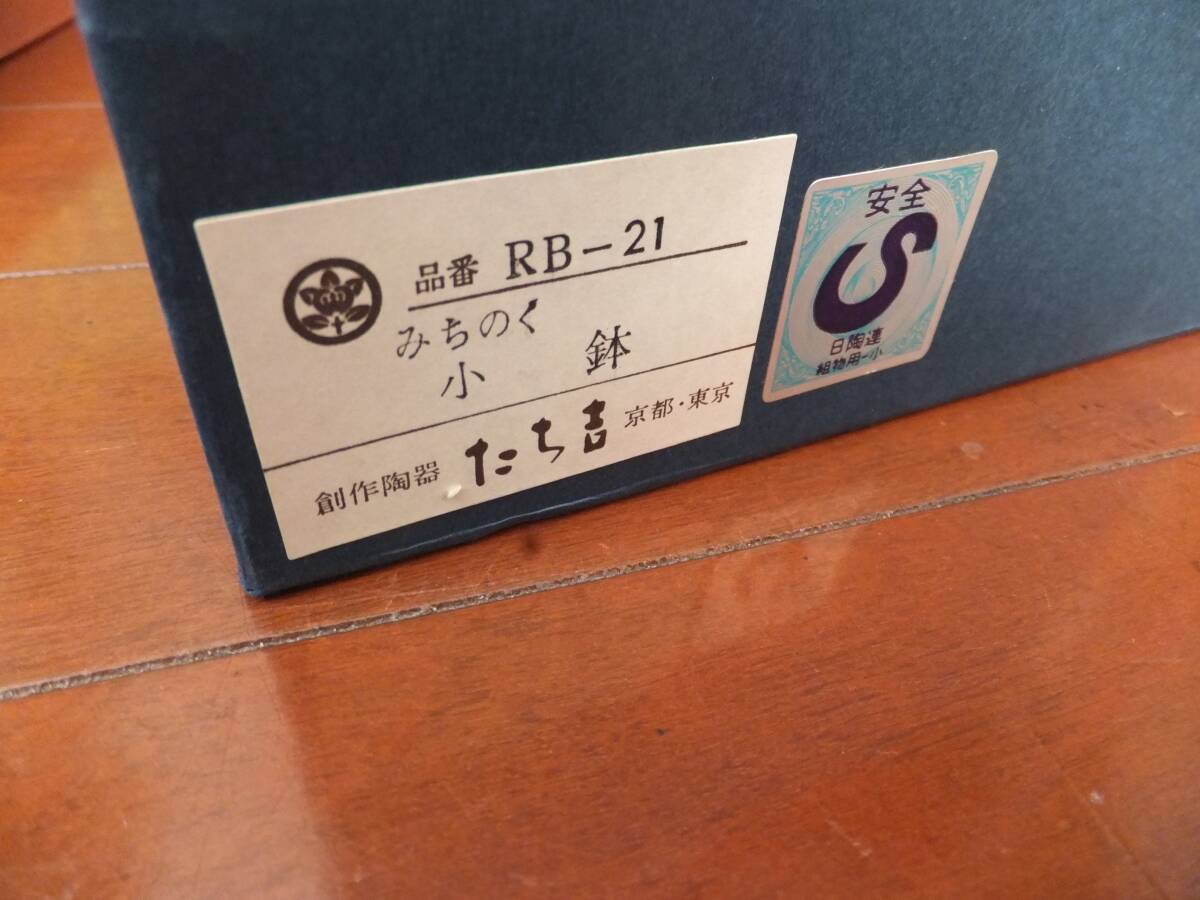 品番 RB-21
みちのく
小 鉢
創作陶器 たち吉 京都・東京
安全
S
日陶連
組物用-小